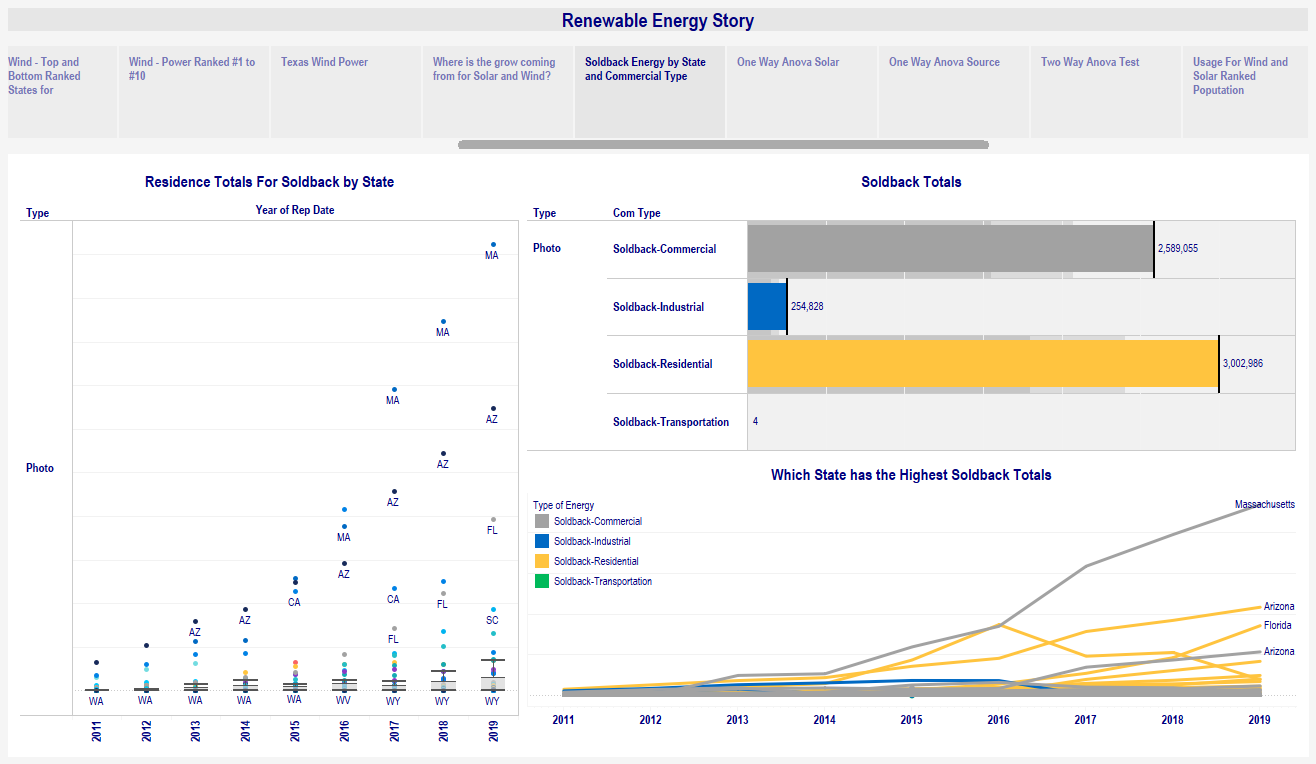 Renewable Energy Story
Wind - Top and
Bottom Ranked
States for
Wind - Power Ranked #1 to
#10
Texas Wind Power
Where is the grow coming
from for Solar and Wind?
Soldback Energy by State
and Commercial Type
One Way Anova Solar
One Way Anova Source
Two Way Anova Test
Usage For Wind and
Solar Ranked
Poputation
Residence Totals For Soldback by State
Type
Year of Rep Date
Photo
MA
MA
MA
AZ
AZ
AZ
FL
MA
AZ
CA
CA
FL
SC
AZ
AZ
FL
WA
WA
WA
WA
WA
WV
WY
WY
WY
2011
2012
2013
2014
2015
2016
2017
2018
2019
Soldback Totals
Type
Com Type
Photo
Soldback-Commercial
2,589,055
Soldback-Industrial
254,828
Soldback-Residential
3,002,986
Soldback-Transportation
4
Which State has the Highest Soldback Totals
Type of Energy
Soldback-Commercial
Soldback-Industrial
Soldback-Residential
Soldback-Transportation
Massachusetts
Arizona
Florida
Arizona
2011
2012
2013
2014
2015
2016
2017
2018
2019